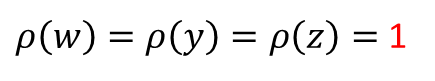 ρ(w) = ρ(y) = ρ(z) = 1